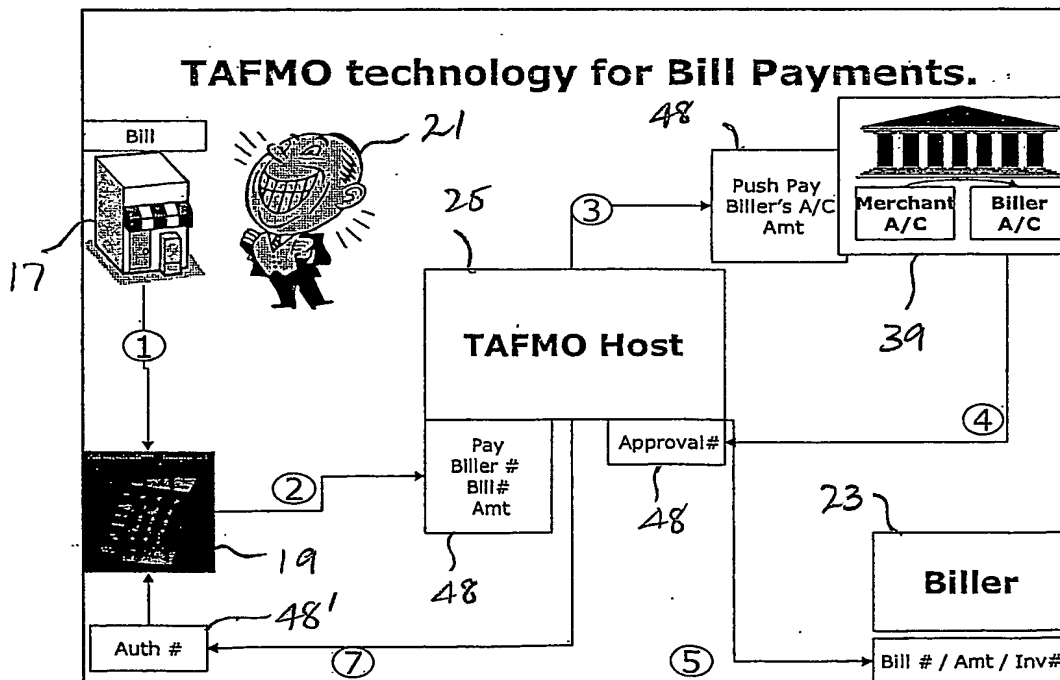 TAFMO technology for Bill Payments.
Bill
21
48
17
25
3
Push Pay
Biller's A/C
Amt
Merchant
A/C
Biller
A/C
39
1
TAFMO Host
4
2
Pay
Biller #
Bill#
Amt
Approval#
48
48
19
23
Biller
48'
Auth #
7
5
Bill # / Amt / Inv#